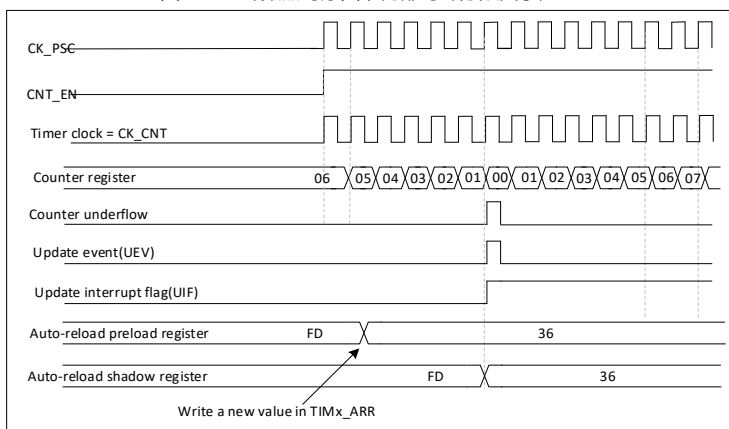 CK_PSC
CNT_EN
Timer clock = CK_CNT
Counter register 06 05 04 03 02 01 00 01 02 03 04 05 06 07
Counter underflow
Update event(UEV)
Update interrupt flag(UIF)
Auto-reload preload register FD 36
Auto-reload shadow register FD 36
Write a new value in TIMx_ARR